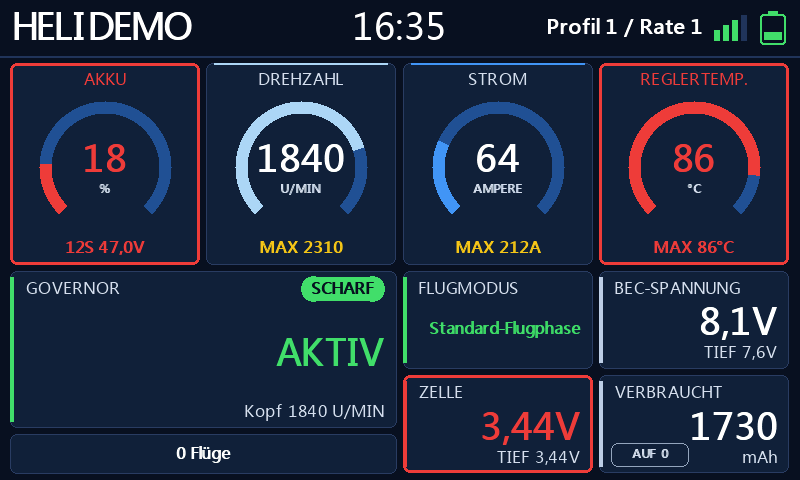 HELI DEMO
16:35
Profil 1 / Rate 1
AKKU
18
%
12S 47,0V
DREHZAHL
1840
U/MIN
MAX 2310
STROM
64
AMPERE
MAX 212A
REGLERTEMP.
86
°C
MAX 86°C
GOVERNOR
SCHARF
AKTIV
Kopf 1840 U/MIN
0 Flüge
FLUGMODUS
Standard-Flugphase
BEC-SPANNUNG
8,1V
TIEF 7,6V
ZELLE
3,44V
TIEF 3,44V
VERBRAUCHT
1730
AUF 0
mAh